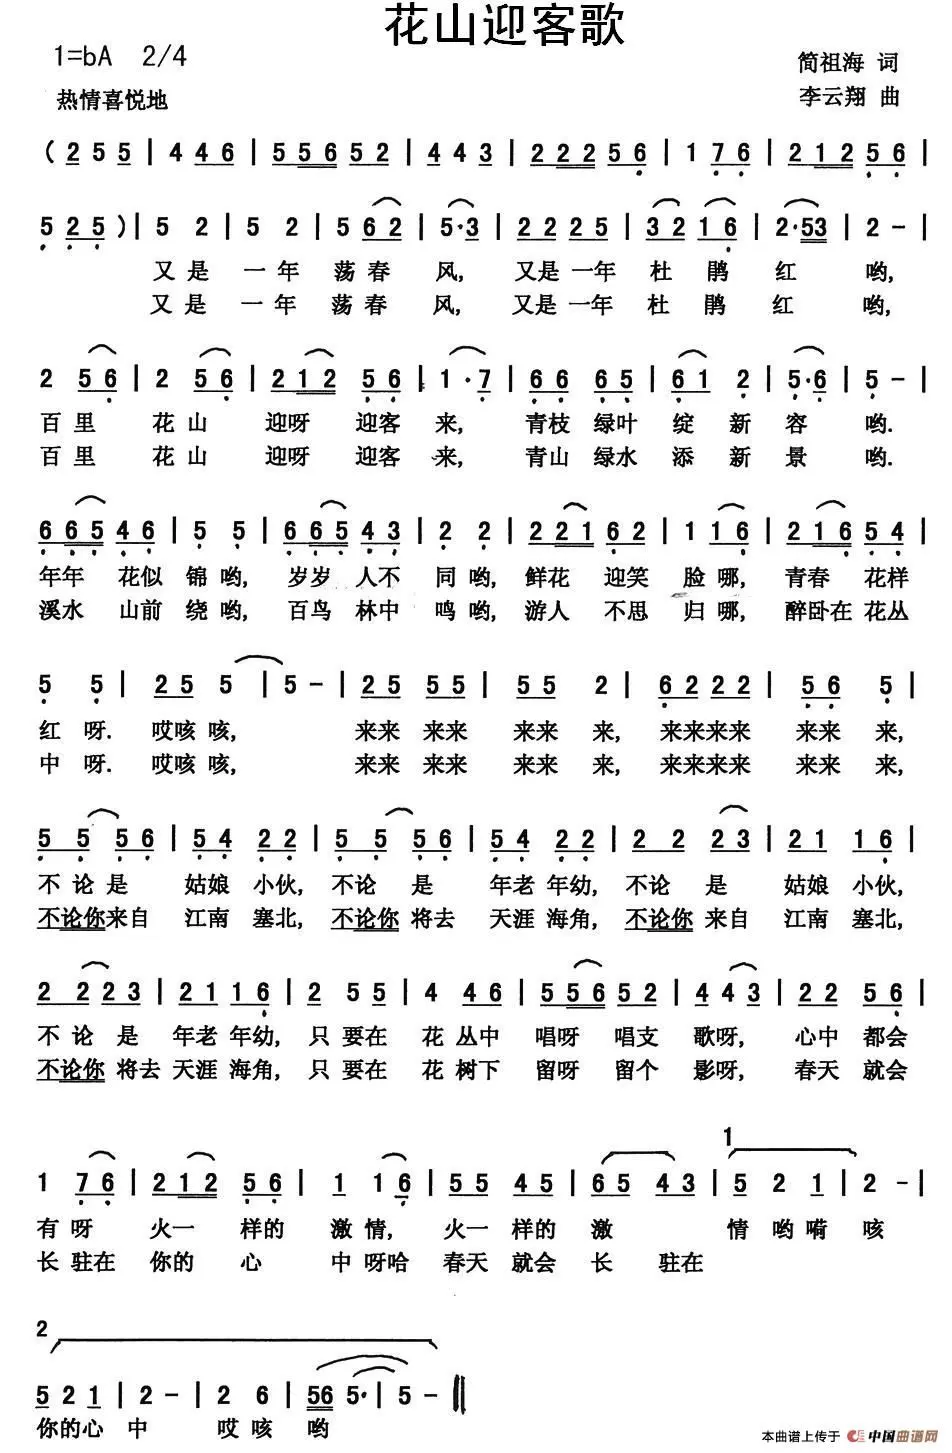 花山迎客歌
1=bA 2/4
简祖海 词
热情喜悦地
李云翔 曲
( 2 5 5 | 4 4 6 | 5 5 6 5 2 | 4 4 3 | 2 2 2 5 6 | 1 7 6 | 2 1 2 5 6 |
5 2 5 ) | 5 2 | 5 2 | 5 6 2 | 5· 3 | 2 2 2 5 | 3 2 1 6 | 2· 5 3 | 2 - |
又是 一年 荡春 风, 又是一年 杜鹃 红 哟,
又是 一年 荡春 风, 又是一年 杜鹃 红 哟,
2 5 6 | 2 5 6 | 2 1 2 5 6 | 1· 7 | 6 6 6 5 | 6 1 2 | 5· 6 | 5 - |
百里 花山 迎呀 迎客 来, 青枝 绿叶 绽 新 容 哟.
百里 花山 迎呀 迎客 来, 青山 绿水 添 新 景 哟.
6 6 5 4 6 | 5 5 | 6 6 5 4 3 | 2 2 | 2 2 1 6 2 | 1 1 6 | 2 1 6 5 4 |
年年 花似 锦哟, 岁岁 人不 同哟, 鲜花 迎笑 脸哪, 青春 花样
溪水 山前 绕哟, 百鸟 林中 鸣哟, 游人 不思 归哪, 醉卧在花丛
5 5 | 2 5 5 | 5 - | 2 5 5 5 | 5 5 2 | 6 2 2 2 | 5 6 5 |
红 呀. 哎咳咳, 来来 来来 来来 来, 来来来来 来来 来,
中 呀. 哎咳咳, 来来 来来 来来 来, 来来来来 来来 来,
5 5 5 6 | 5 4 2 2 | 5 5 5 6 | 5 4 2 2 | 2 2 2 3 | 2 1 1 6 |
不论是 姑娘 小伙, 不论 是 年老 年幼, 不论 是 姑娘 小伙,
不论你来自 江南 塞北, 不论你 将去 天涯 海角, 不论你 来自 江南 塞北,
2 2 2 3 | 2 1 1 6 | 2 5 5 | 4 4 6 | 5 5 6 5 2 | 4 4 3 | 2 2 5 6 |
不论是 年老年幼, 只要在 花丛中 唱呀 唱支 歌呀, 心中 都会
不论你 将去 天涯海角, 只要在 花树下 留呀 留个 影呀, 春天 就会
1
1 7 6 | 2 1 2 5 6 | 1 1 6 | 5 5 4 5 | 6 5 4 3 | 5 2 1 | 2 - |
有呀 火一 样的 激情, 火一 样的 激 情哟嗬 咳
长驻在 你的 心 中呀哈 春天 就会 长 驻在
2
5 2 1 | 2 - | 2 6 | 5 6 5· | 5 - ‖
你的心 中 哎咳 哟
本曲谱上传于 中国曲谱网